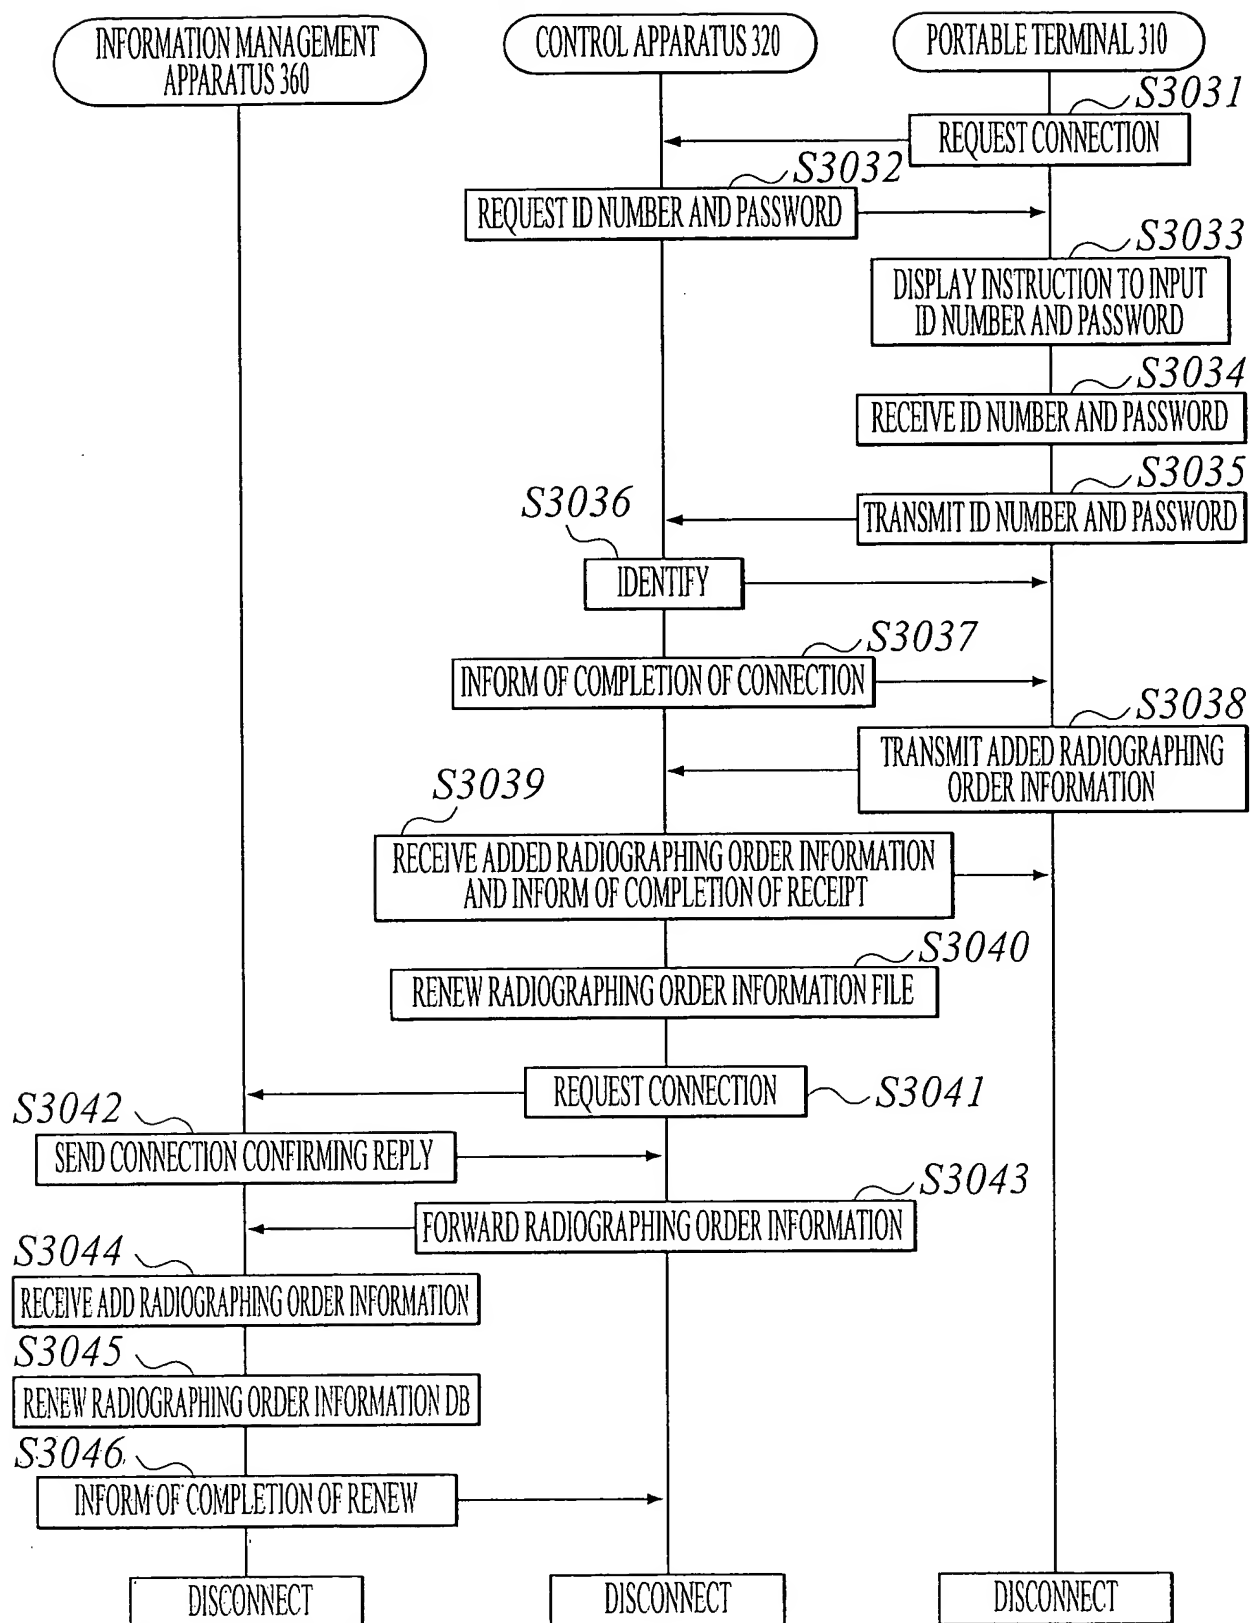 INFORMATION MANAGEMENT
APPARATUS 360
CONTROL APPARATUS 320
PORTABLE TERMINAL 310
S3031
REQUEST CONNECTION
S3032
REQUEST ID NUMBER AND PASSWORD
S3033
DISPLAY INSTRUCTION TO INPUT
ID NUMBER AND PASSWORD
S3034
RECEIVE ID NUMBER AND PASSWORD
S3035
TRANSMIT ID NUMBER AND PASSWORD
S3036
IDENTIFY
S3037
INFORM OF COMPLETION OF CONNECTION
S3038
TRANSMIT ADDED RADIOGRAPHING
ORDER INFORMATION
S3039
RECEIVE ADDED RADIOGRAPHING ORDER INFORMATION
AND INFORM OF COMPLETION OF RECEIPT
S3040
RENEW RADIOGRAPHING ORDER INFORMATION FILE
REQUEST CONNECTION
S3041
S3042
SEND CONNECTION CONFIRMING REPLY
S3043
FORWARD RADIOGRAPHING ORDER INFORMATION
S3044
RECEIVE ADD RADIOGRAPHING ORDER INFORMATION
S3045
RENEW RADIOGRAPHING ORDER INFORMATION DB
S3046
INFORM OF COMPLETION OF RENEW
DISCONNECT
DISCONNECT
DISCONNECT